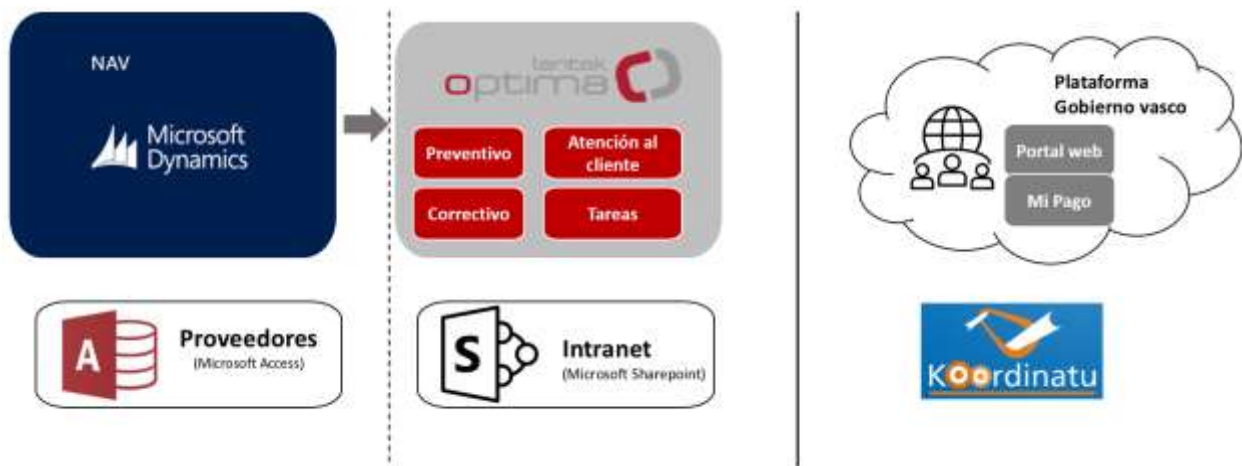 NAV
Microsoft
Dynamics
lantek
optima
Preventivo
Atención al
cliente
Correctivo
Tareas
Plataforma
Gobierno vasco
Portal web
Mi Pago
A
Proveedores
(Microsoft Access)
S
Intranet
(Microsoft Sharepoint)
Koordinatu